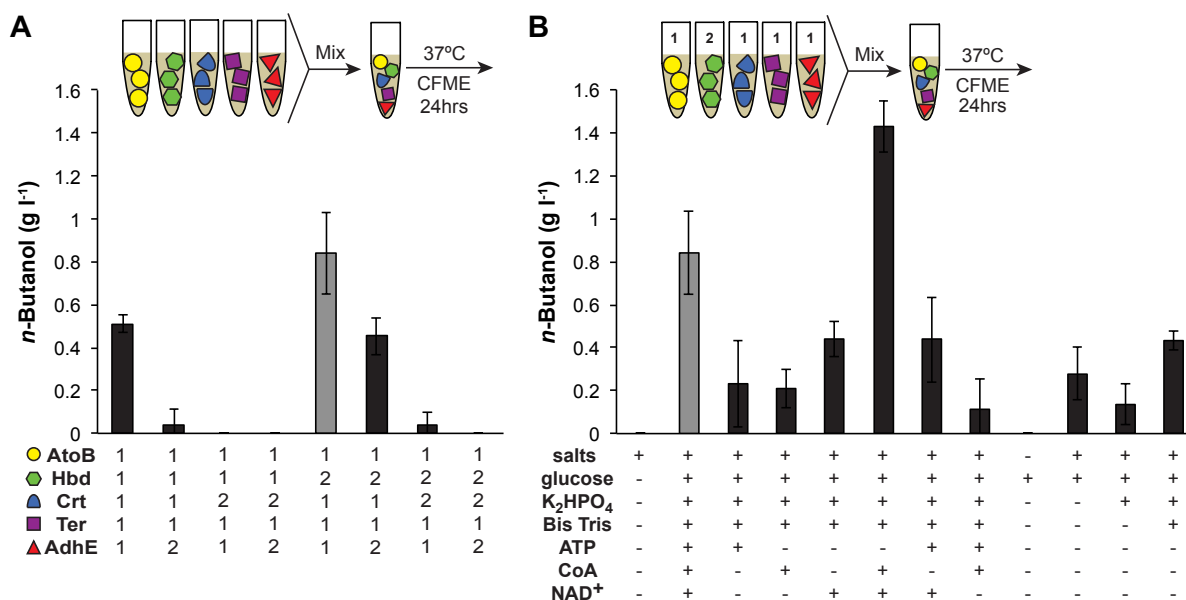 A
Mix
37ºC
CFME
24hrs
n-Butanol (g l⁻¹)
1.6
1.4
1.2
1
0.8
0.6
0.4
0.2
0
AtoB 1 1 1 1 1 1 1 1
Hbd 1 1 1 1 2 2 2 2
Crt 1 1 2 2 1 1 2 2
Ter 1 1 1 1 1 1 1 1
AdhE 1 2 1 2 1 2 1 2
B
1 2 1 1 1
Mix
37ºC
CFME
24hrs
n-Butanol (g l⁻¹)
1.6
1.4
1.2
1
0.8
0.6
0.4
0.2
0
salts + + + + + + + + - + + +
glucose - + + + + + + + + + + +
K₂HPO₄ - + + + + + + + - - + +
Bis Tris - + + + + + + + - - - +
ATP - + + - - - + + - - - -
CoA - + - + - + - + - - - -
NAD⁺ - + - - + + + - - - - -